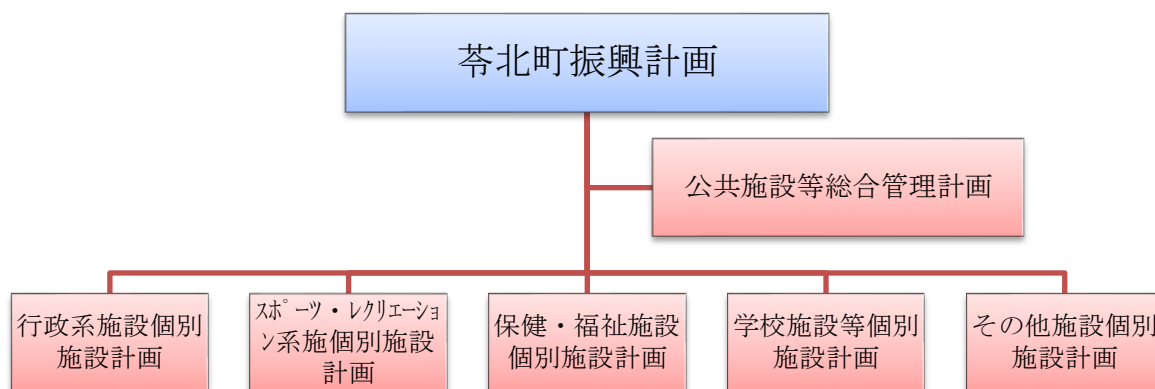 苓北町振興計画
公共施設等総合管理計画
行政系施設個別
施設計画
ｽﾎﾟｰﾂ・ﾚｸﾘｴｰｼｮ
ﾝ系施個別施設
計画
保健・福祉施設
個別施設計画
学校施設等個別
施設計画
その他施設個別
施設計画